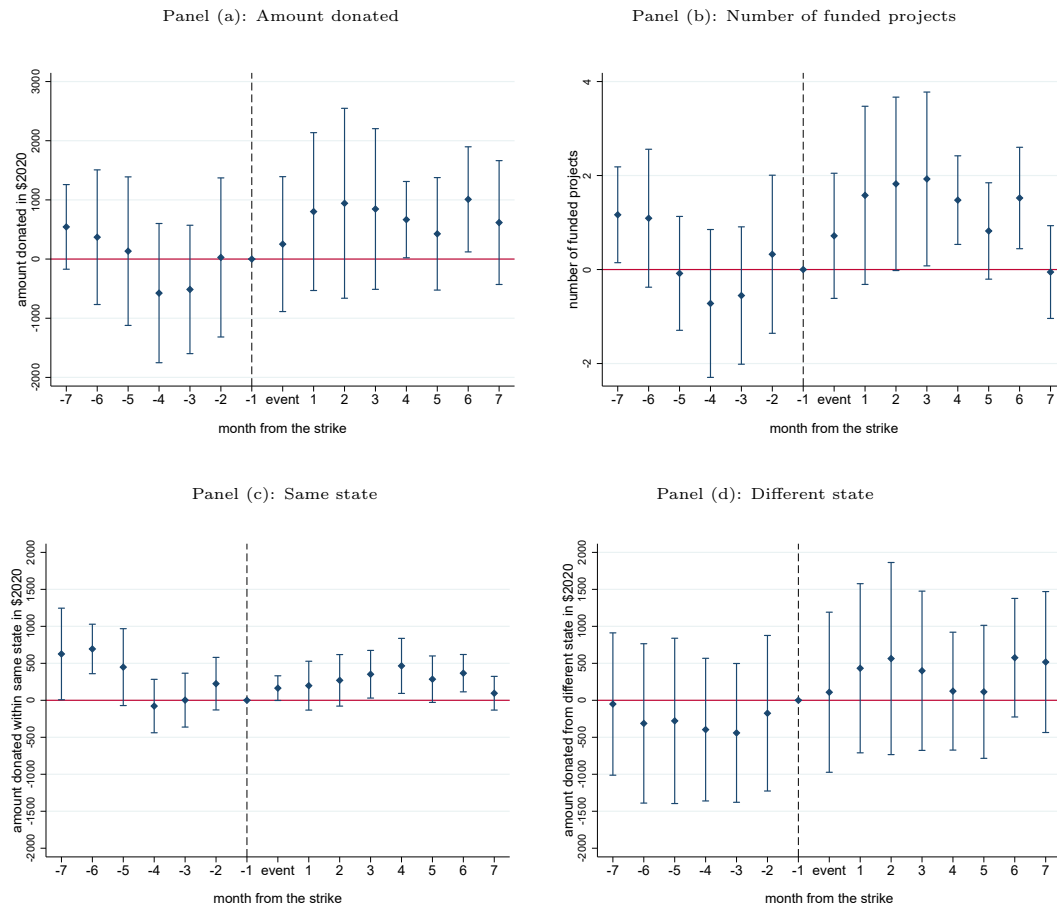 Panel (a): Amount donated
amount donated in $2020
3000
2000
1000
0
-1000
-2000
-7 -6 -5 -4 -3 -2 -1 event 1 2 3 4 5 6 7
month from the strike
Panel (b): Number of funded projects
number of funded projects
4
2
0
-2
-7 -6 -5 -4 -3 -2 -1 event 1 2 3 4 5 6 7
month from the strike
Panel (c): Same state
amount donated within same state in $2020
2000
1500
1000
500
0
-500
-1000
-1500
-2000
-7 -6 -5 -4 -3 -2 -1 event 1 2 3 4 5 6 7
month from the strike
Panel (d): Different state
amount donated from different state in $2020
2000
1500
1000
500
0
-500
-1000
-1500
-2000
-7 -6 -5 -4 -3 -2 -1 event 1 2 3 4 5 6 7
month from the strike